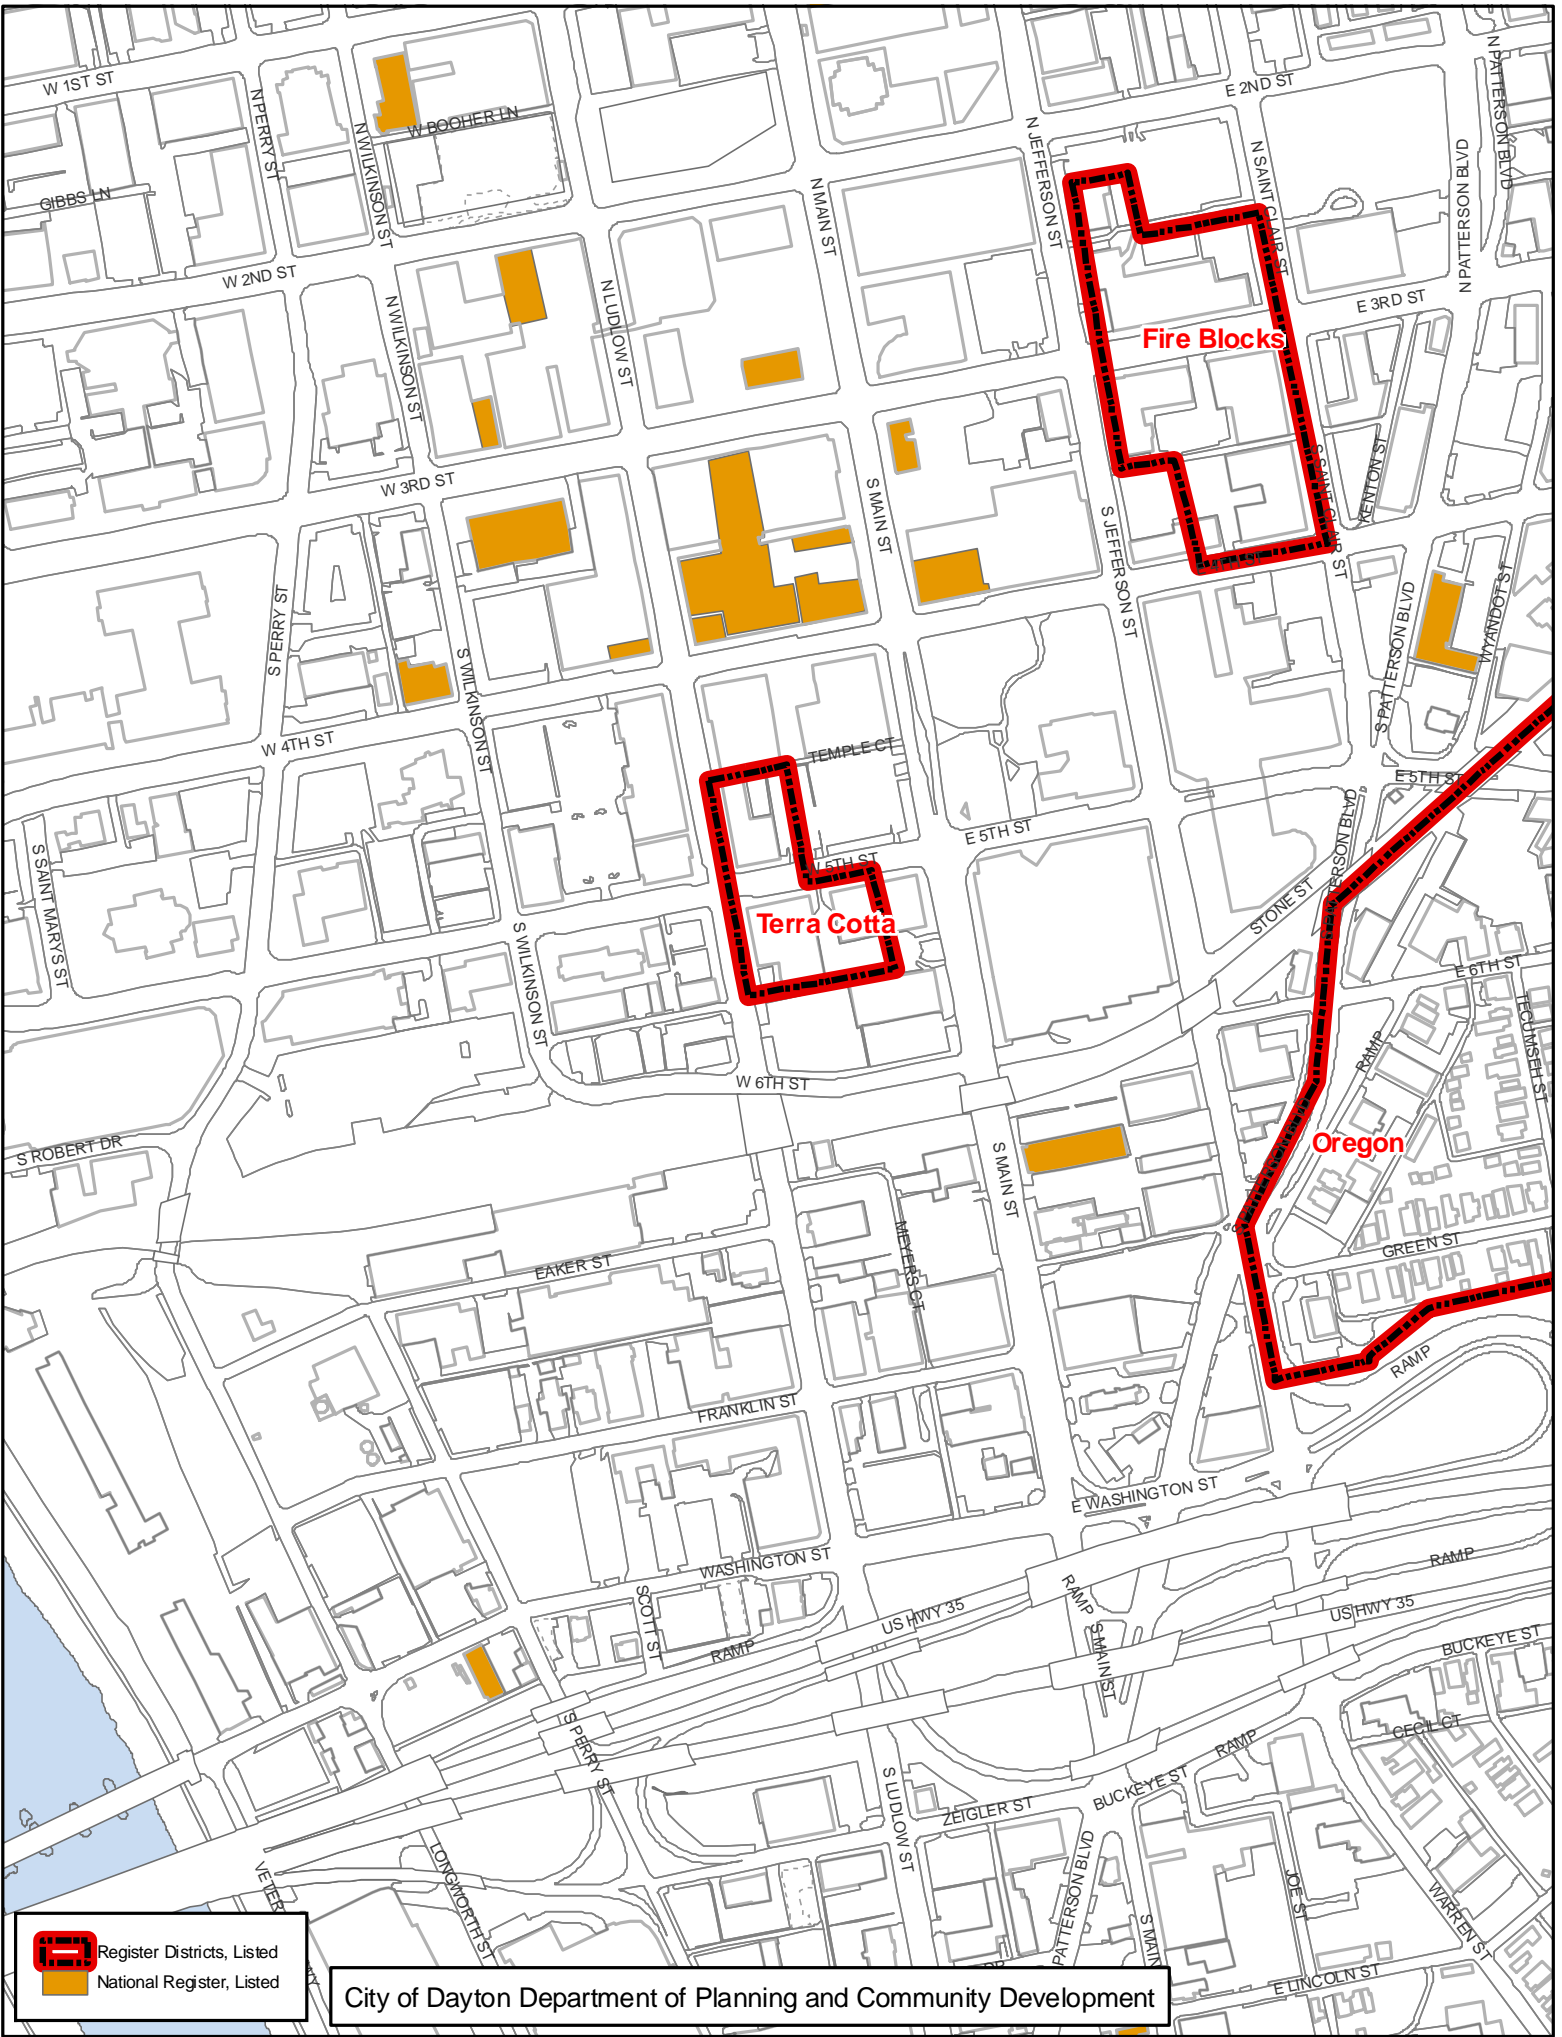 W 1ST ST
N PERRY ST
N WILKINSON ST
W BOOHER LN
E 2ND ST
N PATTERSON BLVD
N JEFFERSON ST
N SAINT CLAIR ST
N PATTERSON BLVD
GIBBS LN
N MAIN ST
W 2ND ST
N WILKINSON ST
N LUDLOW ST
E 3RD ST
Fire Blocks
W 3RD ST
S MAIN ST
S JEFFERSON ST
S SAINT CLAIR ST
KENTON ST
S PERRY ST
S WILKINSON ST
S PATTERSON BLVD
WYANDOT ST
W 4TH ST
TEMPLE CT
E 5TH ST
E 5TH ST
W 5TH ST
S SAINT MARYS ST
Terra Cotta
STONE ST
S WILKINSON ST
E 6TH ST
TECUMSEH ST
RAMP
W 6TH ST
S ROBERT DR
S MAIN ST
Oregon
MEYERS CT
GREEN ST
EAKER ST
RAMP
FRANKLIN ST
E WASHINGTON ST
WASHINGTON ST
RAMP
SCOTT ST
RAMP
US HWY 35
RAMP
S MAIN ST
US HWY 35
BUCKEYE ST
S PERRY ST
CECIL CT
RAMP
S LUDLOW ST
ZEIGLER ST
BUCKEYE ST
LONGWORTH ST
PATTERSON BLVD
JOE ST
WARREN ST
S MAIN
E LINCOLN ST
Register Districts, Listed
National Register, Listed
City of Dayton Department of Planning and Community Development